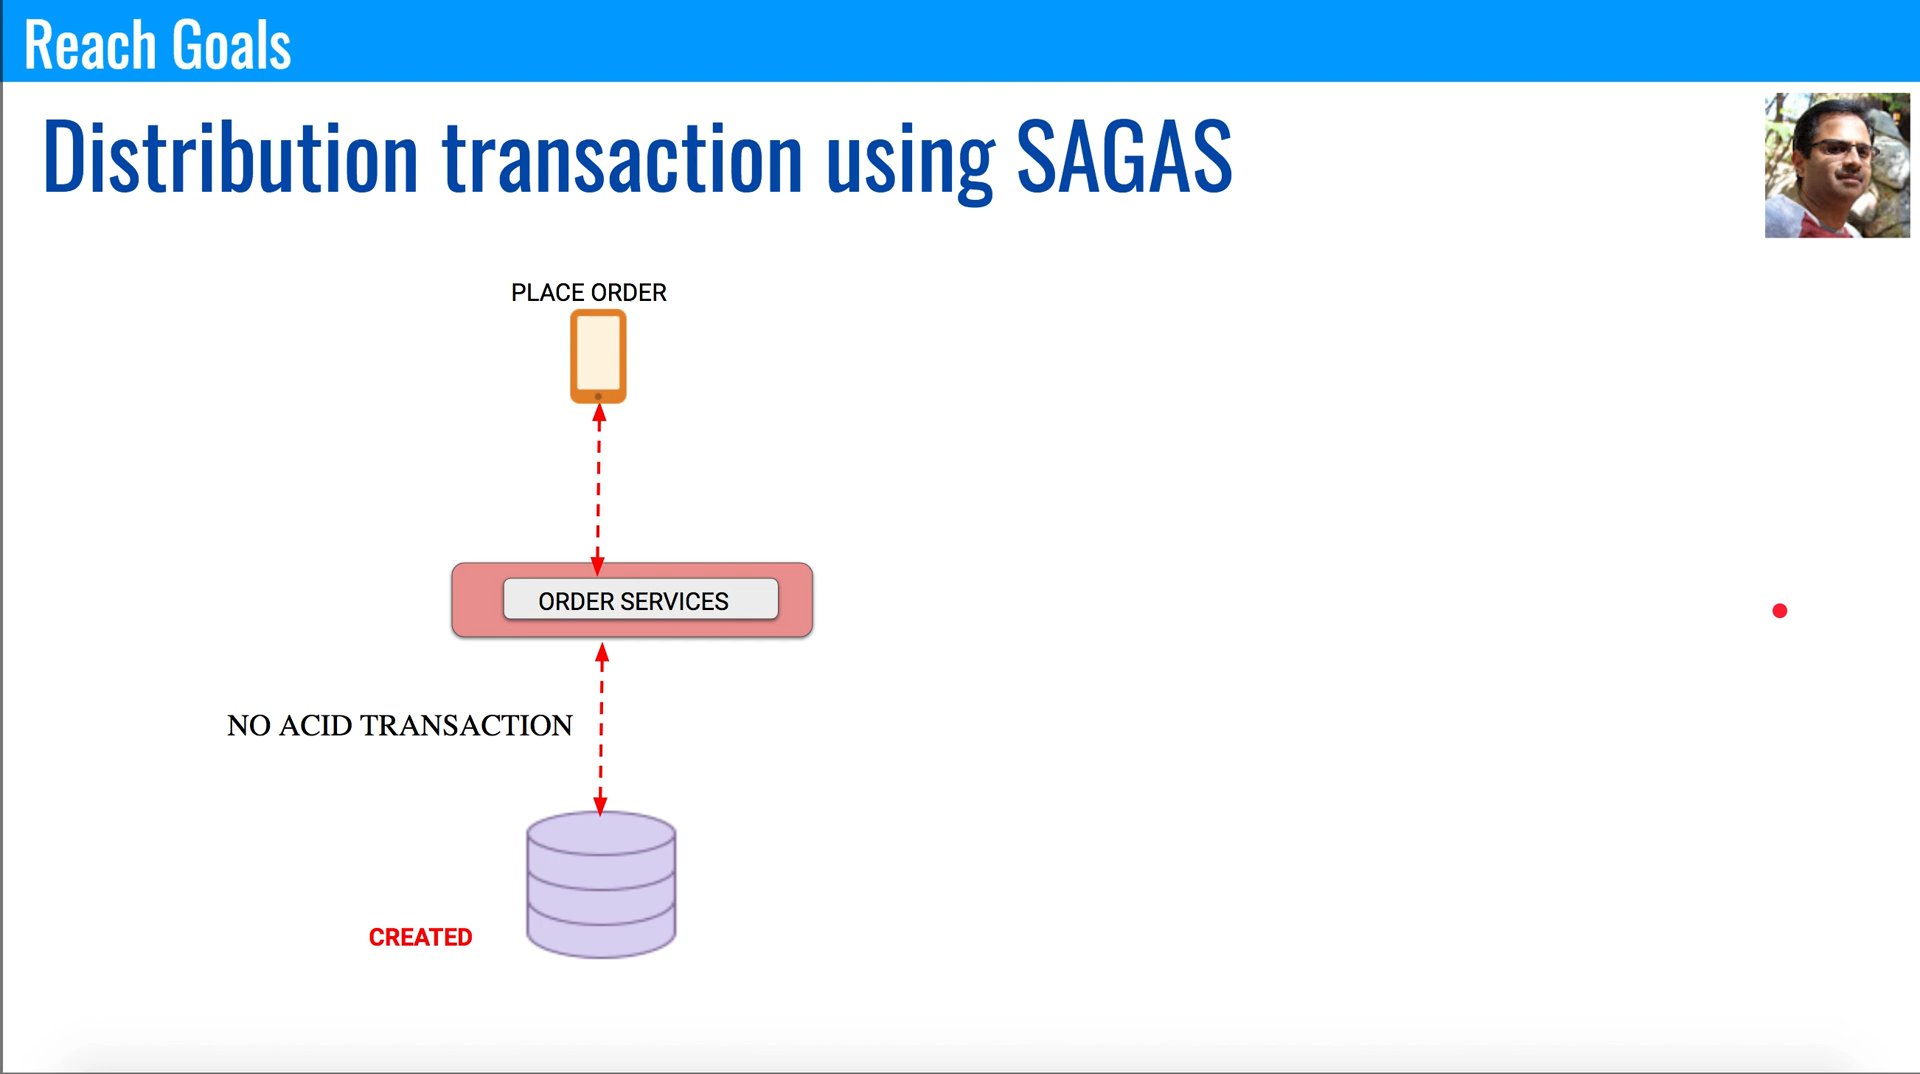 Reach Goals
Distribution transaction using SAGAS
PLACE ORDER
ORDER SERVICES
NO ACID TRANSACTION
CREATED